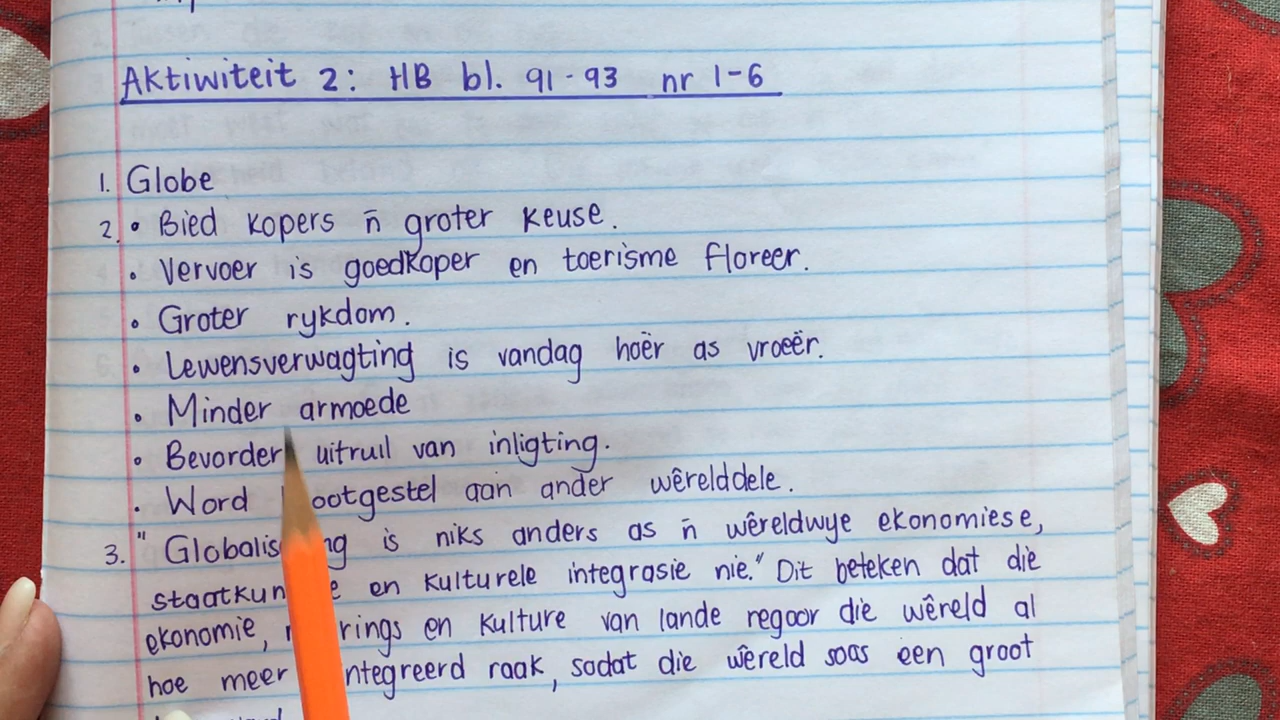 Aktiwiteit 2: HB bl. 91-93 nr 1-6
1. Globe
2. • Bied kopers ñ groter keuse.
• Vervoer is goedkoper en toerisme floreer.
• Groter rykdom.
• Lewensverwagting is vandag hoër as vroeër.
• Minder armoede
• Bevorder uitruil van inligting.
• Word ootgestel aan ander wêrelddele.
3. "Globalis ng is niks anders as ñ wêreldwye ekonomiese,
staatkun e en kulturele integrasie nie." Dit beteken dat die
ekonomie, rings en kulture van lande regoor die wêreld al
hoe meer ntegreerd raak, sodat die wêreld soos een groot